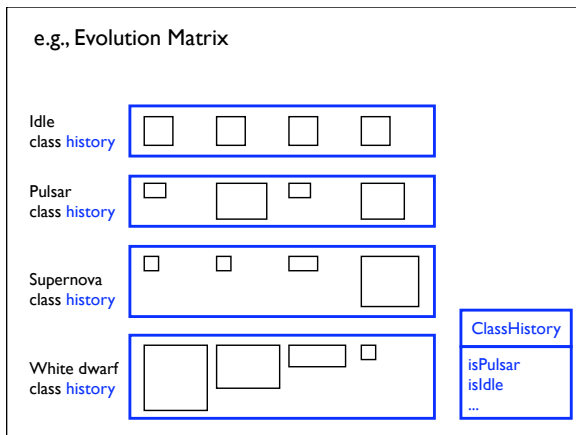 e.g., Evolution Matrix
Idle
class history
Pulsar
class history
Supernova
class history
White dwarf
class history
ClassHistory
isPulsar
isIdle
...